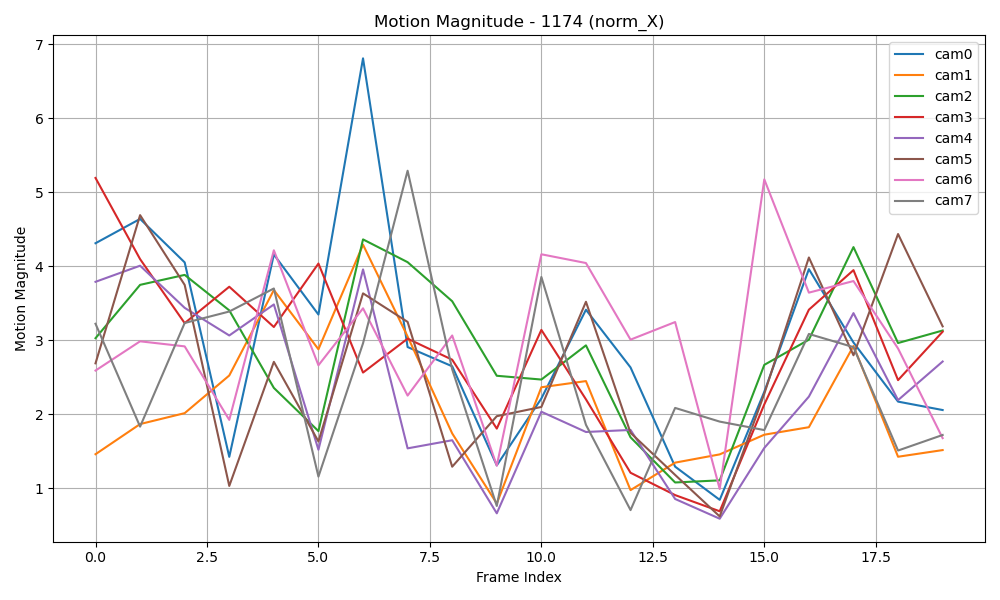 Motion Magnitude - 1174 (norm_X)
7
6
5
4
3
2
1
Motion Magnitude
0.0 2.5 5.0 7.5 10.0 12.5 15.0 17.5
Frame Index
cam0
cam1
cam2
cam3
cam4
cam5
cam6
cam7